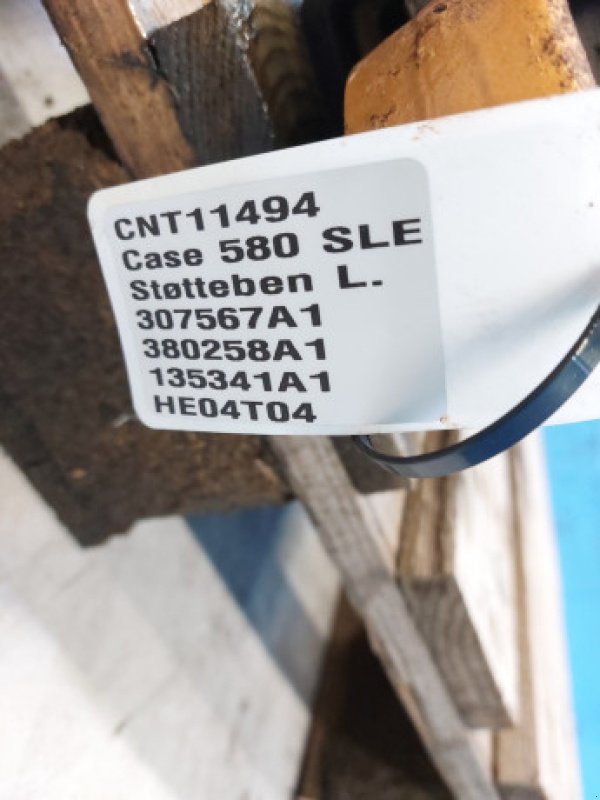 CNT11494
Case 580 SLE
Støtteben L.
307567A1
380258A1
135341A1
HE04T04